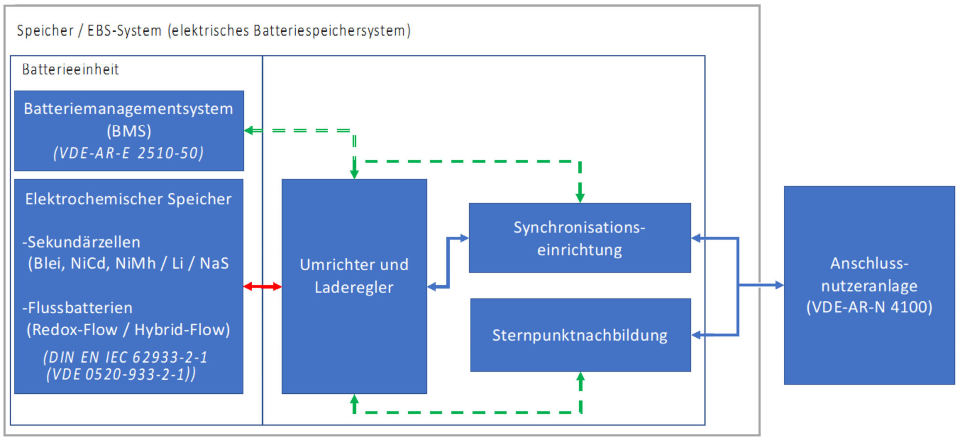 Speicher / EBS-System (elektrisches Batteriespeichersystem)
Batterieeinheit
Batteriemanagementsystem
(BMS)
(VDE-AR-E 2510-50)
Elektrochemischer Speicher
-Sekundärzellen
(Blei, NiCd, NiMh / Li / NaS
-Flussbatterien
(Redox-Flow / Hybrid-Flow)
(DIN EN IEC 62933-2-1
(VDE 0520-933-2-1))
Umrichter und
Laderegler
Synchronisations-
einrichtung
Sternpunktnachbildung
Anschluss-
nutzeranlage
(VDE-AR-N 4100)